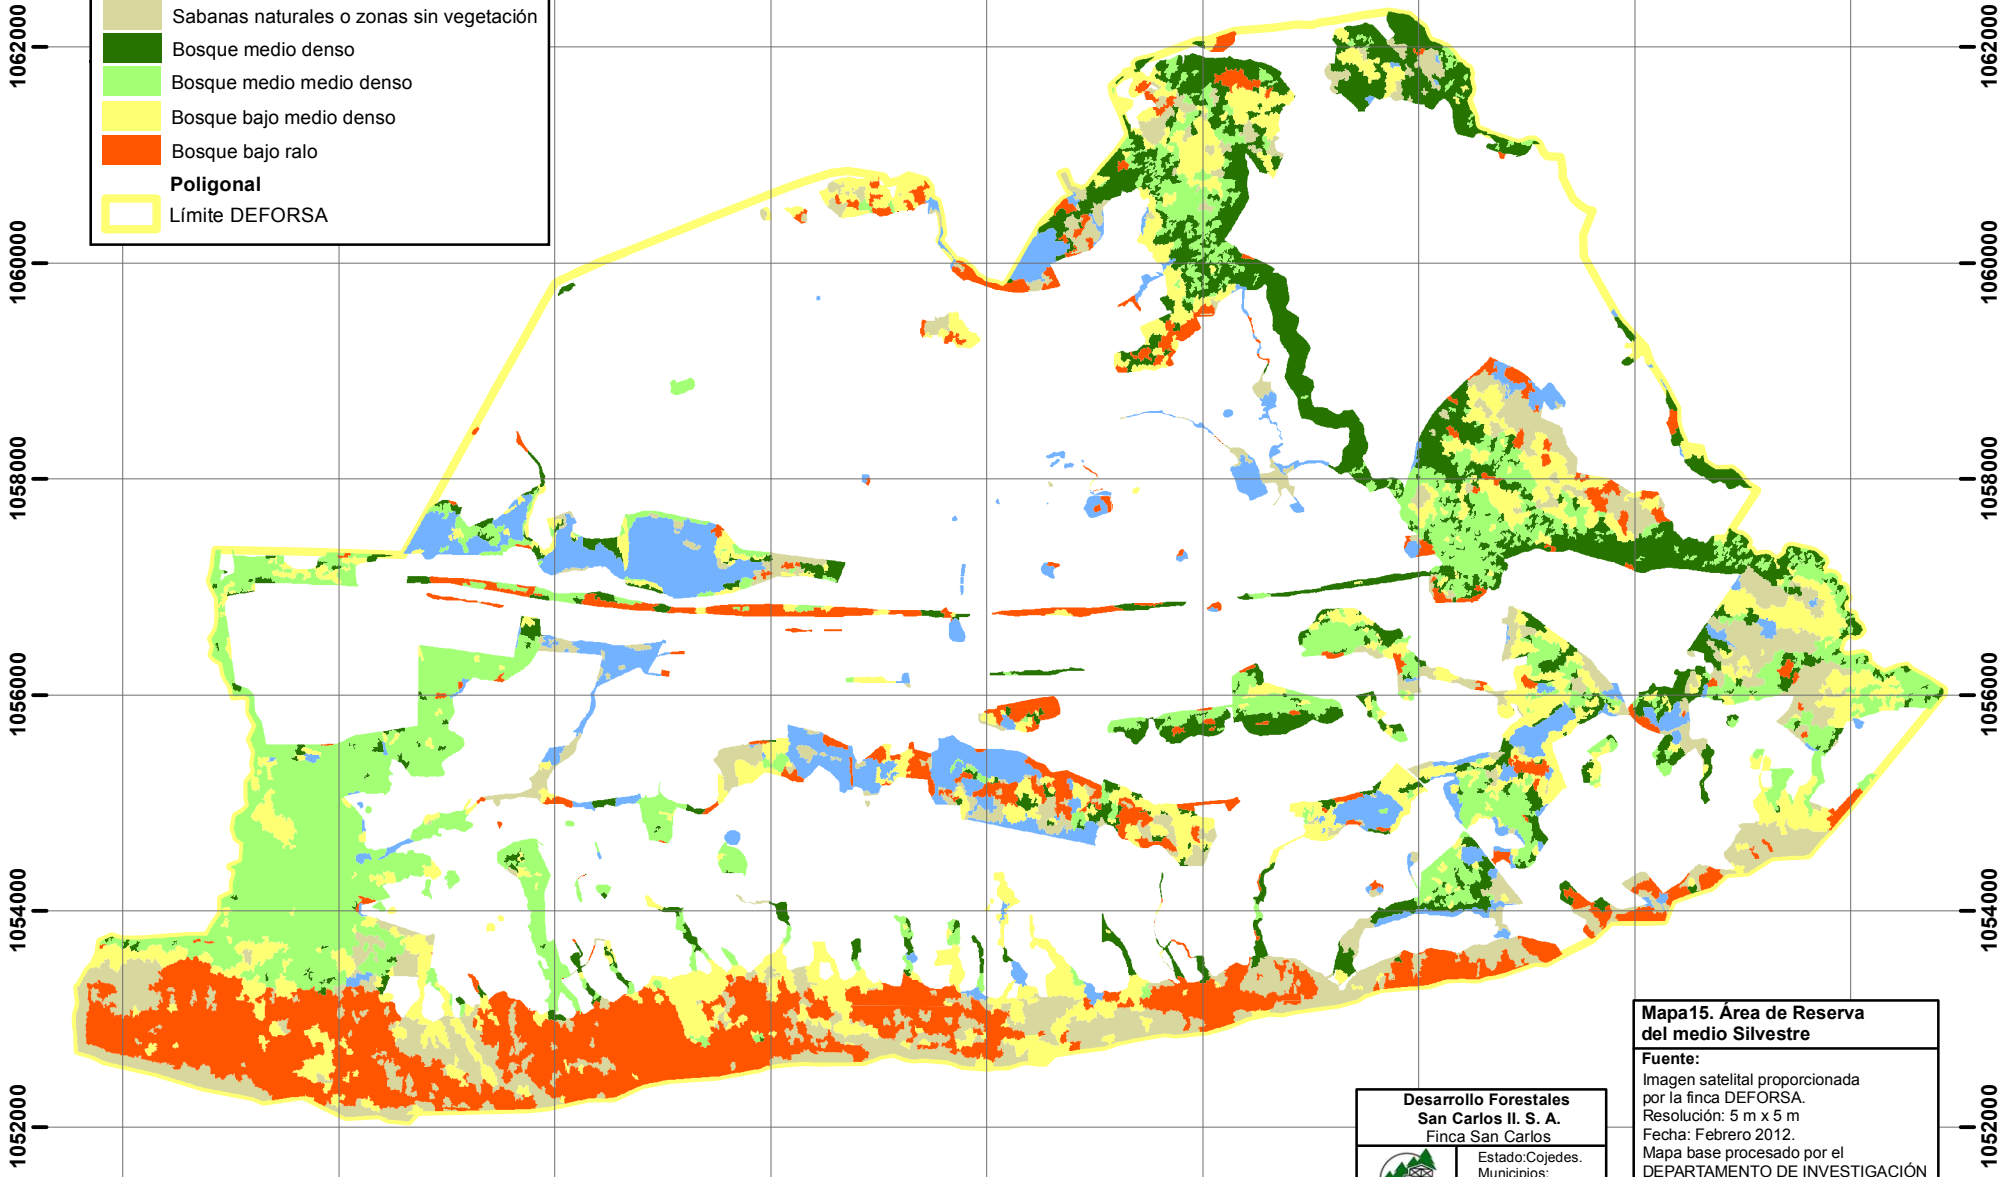 Sabanas naturales o zonas sin vegetación
Bosque medio denso
Bosque medio medio denso
Bosque bajo medio denso
Bosque bajo ralo
Poligonal
Límite DEFORSA
1062000
1060000
1058000
1056000
1054000
1052000
1062000
1060000
1058000
1056000
1054000
1052000
Desarrollo Forestales
San Carlos II. S. A.
Finca San Carlos
Estado:Cojedes.
Municipios:
Mapa15. Área de Reserva
del medio Silvestre
Fuente:
Imagen satelital proporcionada
por la finca DEFORSA.
Resolución: 5 m x 5 m
Fecha: Febrero 2012.
Mapa base procesado por el
DEPARTAMENTO DE INVESTIGACIÓN